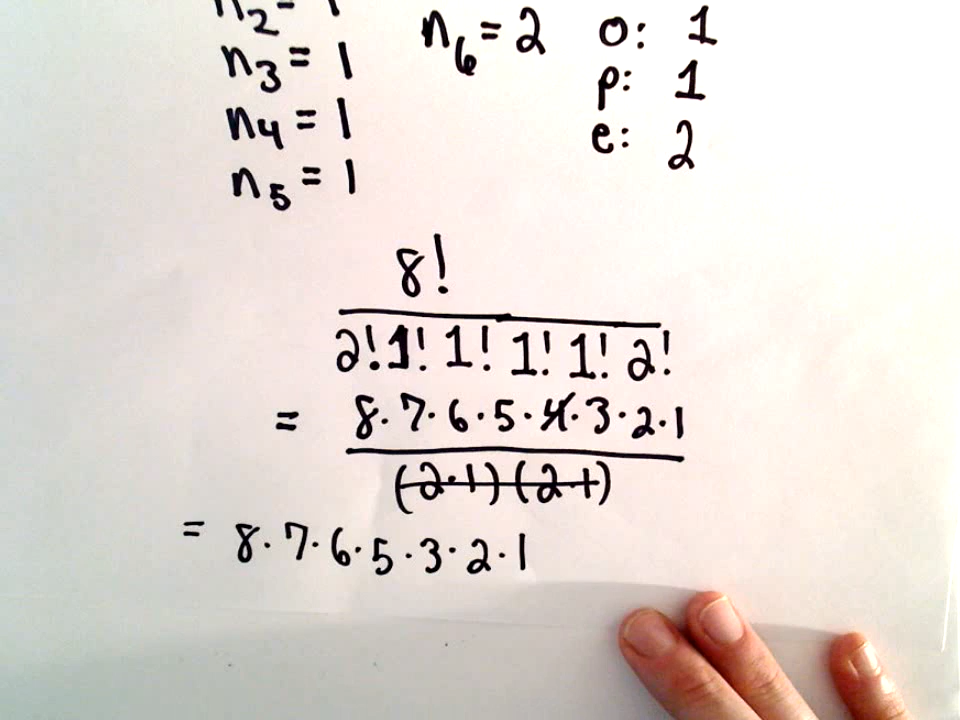 n₂ = 1
n₃ = 1 n₆ = 2 o: 1
n₄ = 1 p: 1
n₅ = 1 e: 2
8!
2! 1! 1! 1! 1! 2!
= 8 · 7 · 6 · 5 · 4 · 3 · 2 · 1
(2·1)(2·1)
= 8 · 7 · 6 · 5 · 3 · 2 · 1